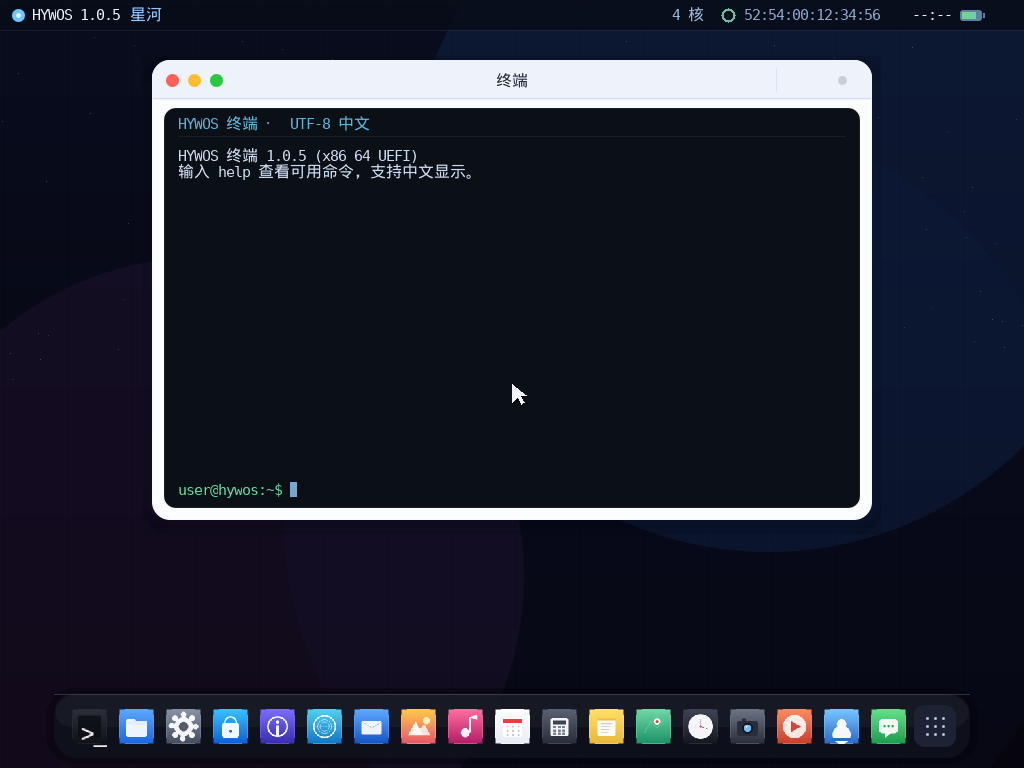 HYWOS 1.0.5 星河
4 核 52:54:00:12:34:56 --:--
终端
HYWOS 终端 · UTF-8 中文
HYWOS 终端 1.0.5 (x86 64 UEFI)
输入 help 查看可用命令，支持中文显示。
user@hywos:~$
>_